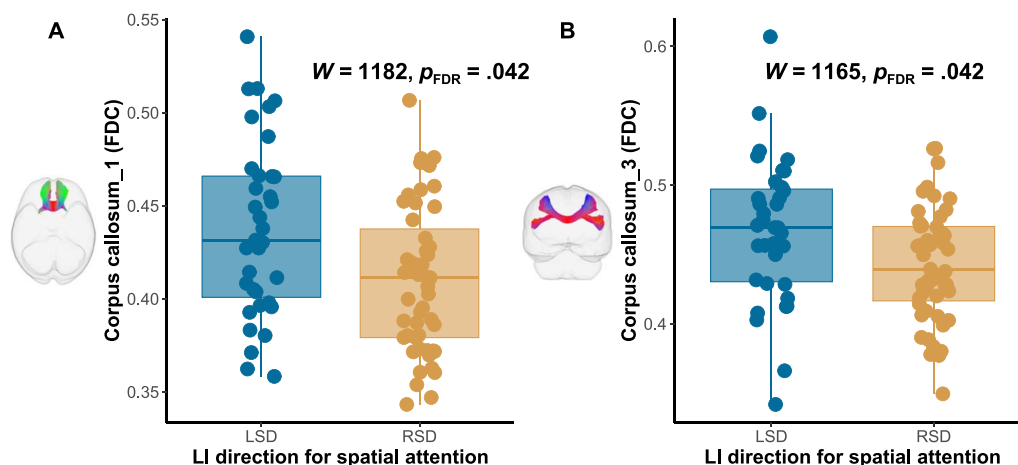 A
Corpus callosum_1 (FDC)
0.55
0.50
0.45
0.40
0.35
W = 1182, pFDR = .042
LSD
RSD
LI direction for spatial attention
B
Corpus callosum_3 (FDC)
0.6
0.5
0.4
W = 1165, pFDR = .042
LSD
RSD
LI direction for spatial attention